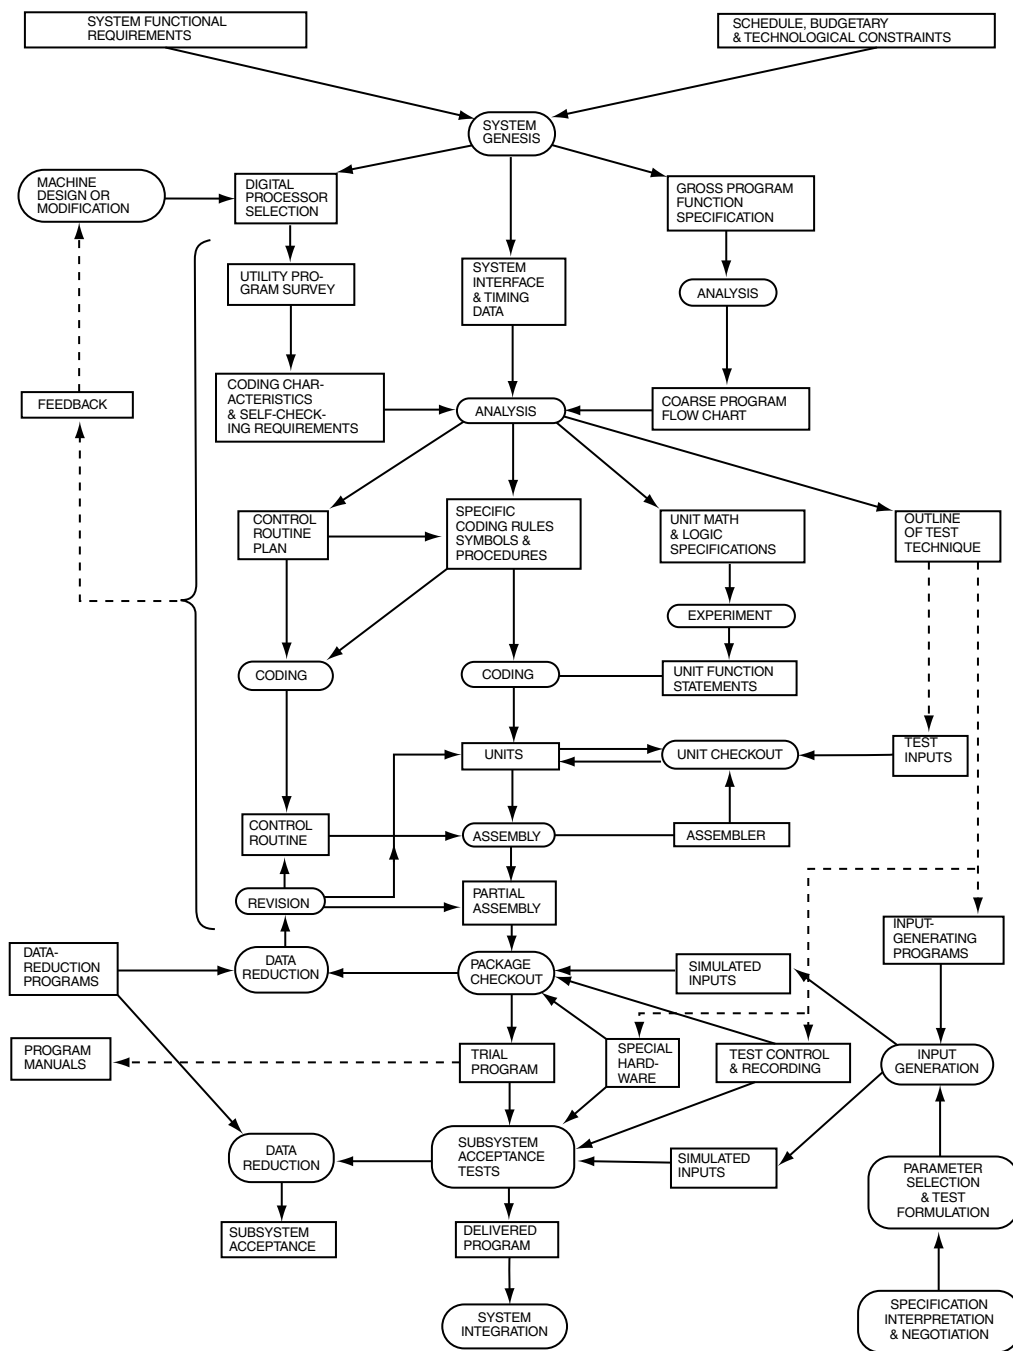 SYSTEM FUNCTIONAL
REQUIREMENTS
SCHEDULE, BUDGETARY
& TECHNOLOGICAL CONSTRAINTS
SYSTEM
GENESIS
MACHINE
DESIGN OR
MODIFICATION
DIGITAL
PROCESSOR
SELECTION
GROSS PROGRAM
FUNCTION
SPECIFICATION
UTILITY PRO-
GRAM SURVEY
SYSTEM
INTERFACE
& TIMING
DATA
ANALYSIS
FEEDBACK
CODING CHAR-
ACTERISTICS
& SELF-CHECK-
ING REQUIREMENTS
ANALYSIS
COARSE PROGRAM
FLOW CHART
CONTROL
ROUTINE
PLAN
SPECIFIC
CODING RULES
SYMBOLS &
PROCEDURES
UNIT MATH
& LOGIC
SPECIFICATIONS
OUTLINE
OF TEST
TECHNIQUE
EXPERIMENT
CODING
CODING
UNIT FUNCTION
STATEMENTS
UNITS
UNIT CHECKOUT
TEST
INPUTS
CONTROL
ROUTINE
ASSEMBLY
ASSEMBLER
REVISION
PARTIAL
ASSEMBLY
INPUT-
GENERATING
PROGRAMS
DATA-
REDUCTION
PROGRAMS
DATA
REDUCTION
PACKAGE
CHECKOUT
SIMULATED
INPUTS
PROGRAM
MANUALS
TRIAL
PROGRAM
SPECIAL
HARD-
WARE
TEST CONTROL
& RECORDING
INPUT
GENERATION
DATA
REDUCTION
SUBSYSTEM
ACCEPTANCE
TESTS
SIMULATED
INPUTS
PARAMETER
SELECTION
& TEST
FORMULATION
SUBSYSTEM
ACCEPTANCE
DELIVERED
PROGRAM
SYSTEM
INTEGRATION
SPECIFICATION
INTERPRETATION
& NEGOTIATION